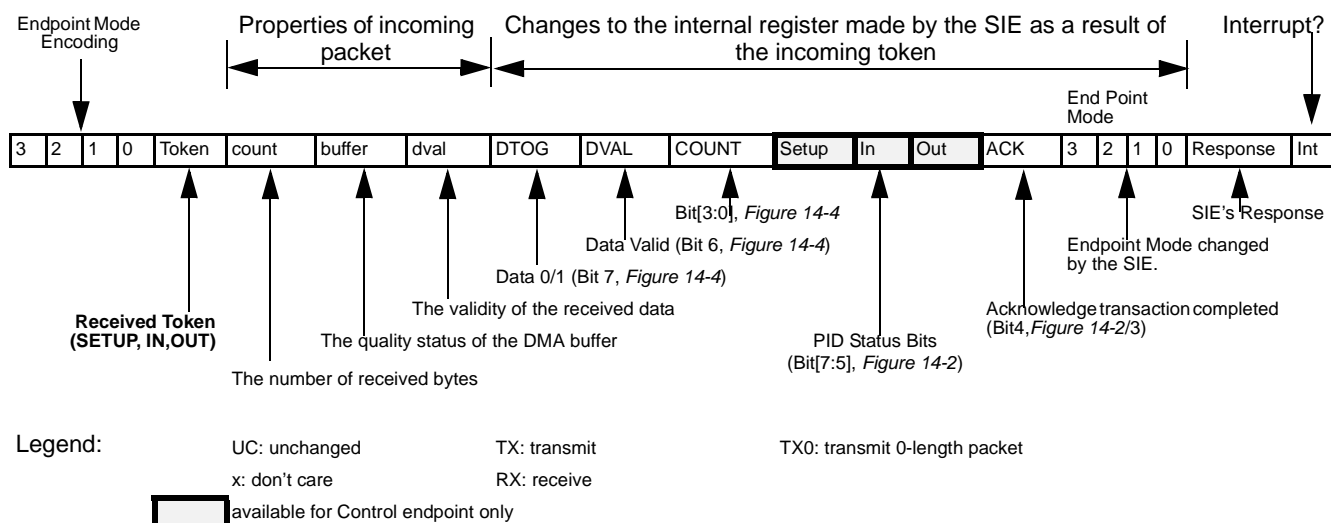 Endpoint Mode
Encoding
Properties of incoming
packet
Changes to the internal register made by the SIE as a result of
the incoming token
Interrupt?
End Point
Mode
3 2 1 0 Token count buffer dval DTOG DVAL COUNT Setup In Out ACK 3 2 1 0 Response Int
Bit[3:0], Figure 14-4
SIE's Response
Data Valid (Bit 6, Figure 14-4)
Endpoint Mode changed
by the SIE.
Data 0/1 (Bit 7, Figure 14-4)
The validity of the received data
Acknowledge transaction completed
(Bit4,Figure 14-2/3)
Received Token
(SETUP, IN,OUT)
The quality status of the DMA buffer
PID Status Bits
(Bit[7:5], Figure 14-2)
The number of received bytes
Legend:
UC: unchanged
TX: transmit
TX0: transmit 0-length packet
x: don't care
RX: receive
available for Control endpoint only